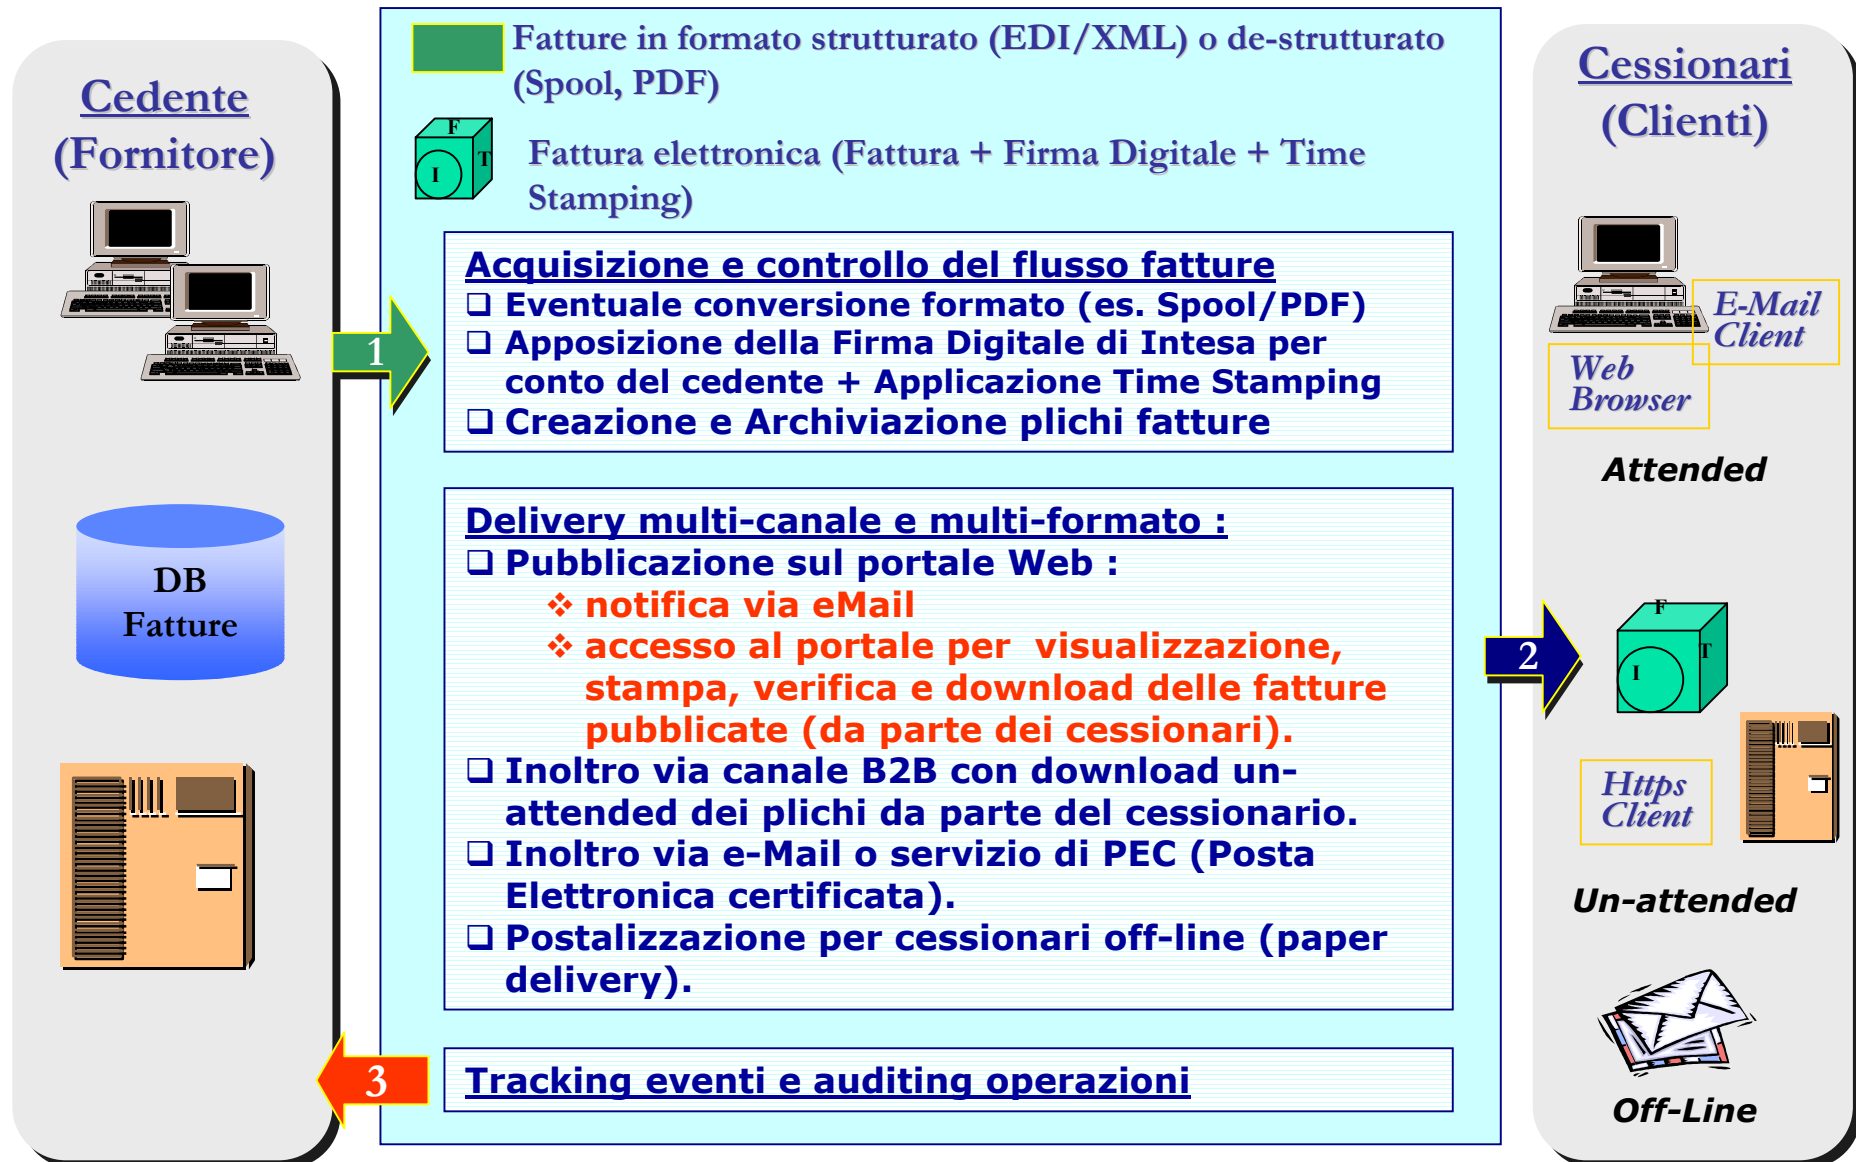 Cedente
(Fornitore)
DB
Fatture
Fatture in formato strutturato (EDI/XML) o de-strutturato
(Spool, PDF)
F
T
I
Fattura elettronica (Fattura + Firma Digitale + Time
Stamping)
1
Acquisizione e controllo del flusso fatture
❑ Eventuale conversione formato (es. Spool/PDF)
❑ Apposizione della Firma Digitale di Intesa per
conto del cedente + Applicazione Time Stamping
❑ Creazione e Archiviazione plichi fatture
Delivery multi-canale e multi-formato :
❑ Pubblicazione sul portale Web :
❖ notifica via eMail
❖ accesso al portale per visualizzazione,
stampa, verifica e download delle fatture
pubblicate (da parte dei cessionari).
❑ Inoltro via canale B2B con download un-
attended dei plichi da parte del cessionario.
❑ Inoltro via e-Mail o servizio di PEC (Posta
Elettronica certificata).
❑ Postalizzazione per cessionari off-line (paper
delivery).
2
3
Tracking eventi e auditing operazioni
Cessionari
(Clienti)
E-Mail
Client
Web
Browser
Attended
F
T
I
Https
Client
Un-attended
Off-Line